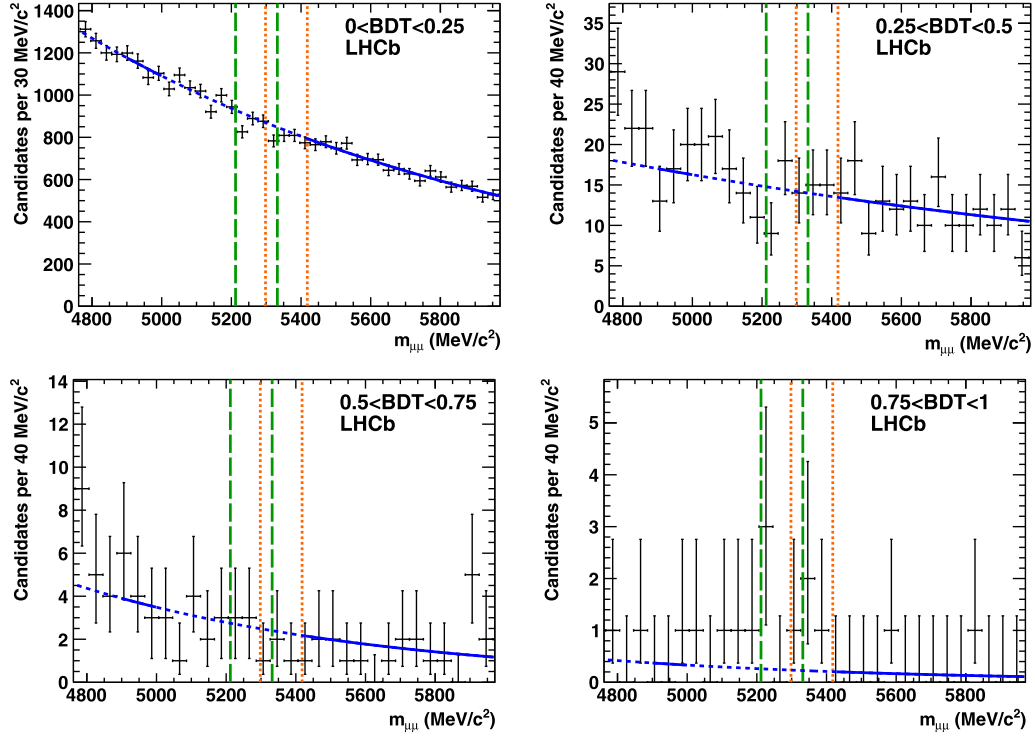 Candidates per 30 MeV/c²
1400
1200
1000
800
600
400
200
0
0<BDT<0.25
LHCb
4800 5000 5200 5400 5600 5800
m_μμ (MeV/c²)
Candidates per 40 MeV/c²
35
30
25
20
15
10
5
0
0.25<BDT<0.5
LHCb
4800 5000 5200 5400 5600 5800
m_μμ (MeV/c²)
Candidates per 40 MeV/c²
14
12
10
8
6
4
2
0
0.5<BDT<0.75
LHCb
4800 5000 5200 5400 5600 5800
m_μμ (MeV/c²)
Candidates per 40 MeV/c²
5
4
3
2
1
0
0.75<BDT<1
LHCb
4800 5000 5200 5400 5600 5800
m_μμ (MeV/c²)